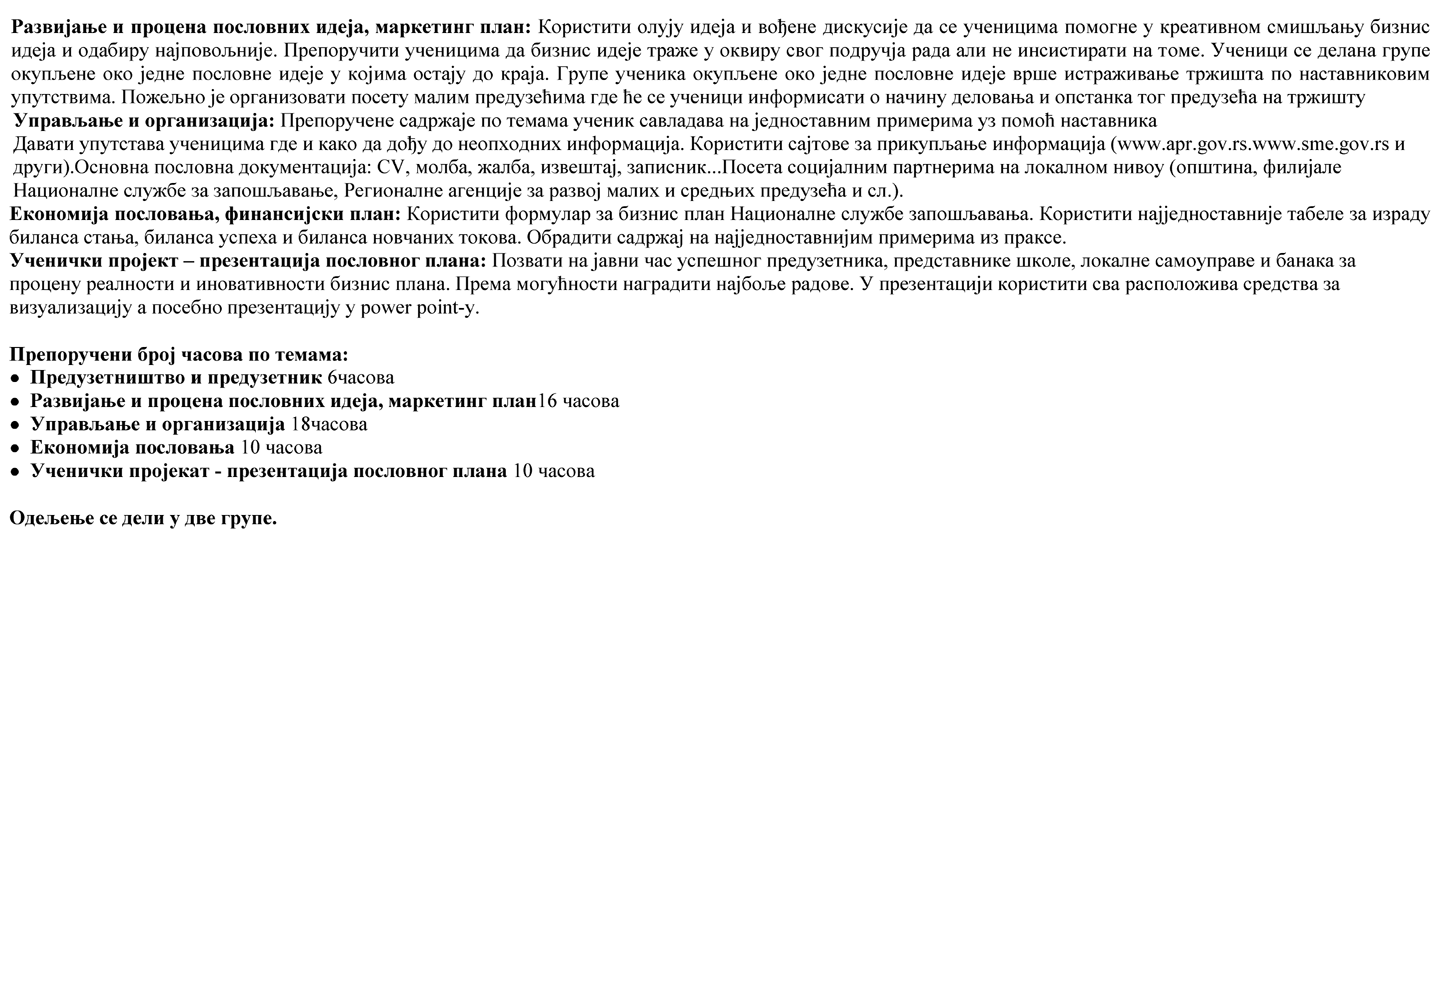 Развијање и процена пословних идеја, маркетинг план: Користити олују идеја и вођене дискусије да се ученицима помогне у креативном смишљању бизнис
идеја и одабиру најповољније. Препоручити ученицима да бизнис идеје траже у оквиру свог подручја рада али не инсистирати на томе. Ученици се делана групе
окупљене око једне пословне идеје у којима остају до краја. Групе ученика окупљене око једне пословне идеје врше истраживање тржишта по наставниковим
упутствима. Пожељно је организовати посету малим предузећима где ће се ученици информисати о начину деловања и опстанка тог предузећа на тржишту
Управљање и организација: Препоручене садржаје по темама ученик савладава на једноставним примерима уз помоћ наставника
Давати упутстава ученицима где и како да дођу до неопходних информација. Користити сајтове за прикупљање информација (www.apr.gov.rs.www.sme.gov.rs и
други).Основна пословна документација: CV, молба, жалба, извештај, записник...Посета социјалним партнерима на локалном нивоу (општина, филијале
Националне службе за запошљавање, Регионалне агенције за развој малих и средњих предузећа и сл.).
Економија пословања, финансијски план: Користити формулар за бизнис план Националне службе запошљавања. Користити најједноставније табеле за израду
биланса стања, биланса успеха и биланса новчаних токова. Обрадити садржај на најједноставнијим примерима из праксе.
Ученички пројект – презентација пословног плана: Позвати на јавни час успешног предузетника, представнике школе, локалне самоуправе и банака за
процену реалности и иновативности бизнис плана. Према могућности наградити најбоље радове. У презентацији користити сва расположива средства за
визуализацију а посебно презентацију у power point-у.
Препоручени број часова по темама:
● Предузетништво и предузетник 6часова
● Развијање и процена пословних идеја, маркетинг план16 часова
● Управљање и организација 18часова
● Економија пословања 10 часова
● Ученички пројекат - презентација пословног плана 10 часова
Одељење се дели у две групе.